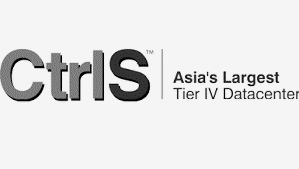 CtrlS™
Asia's Largest
Tier IV Datacenter